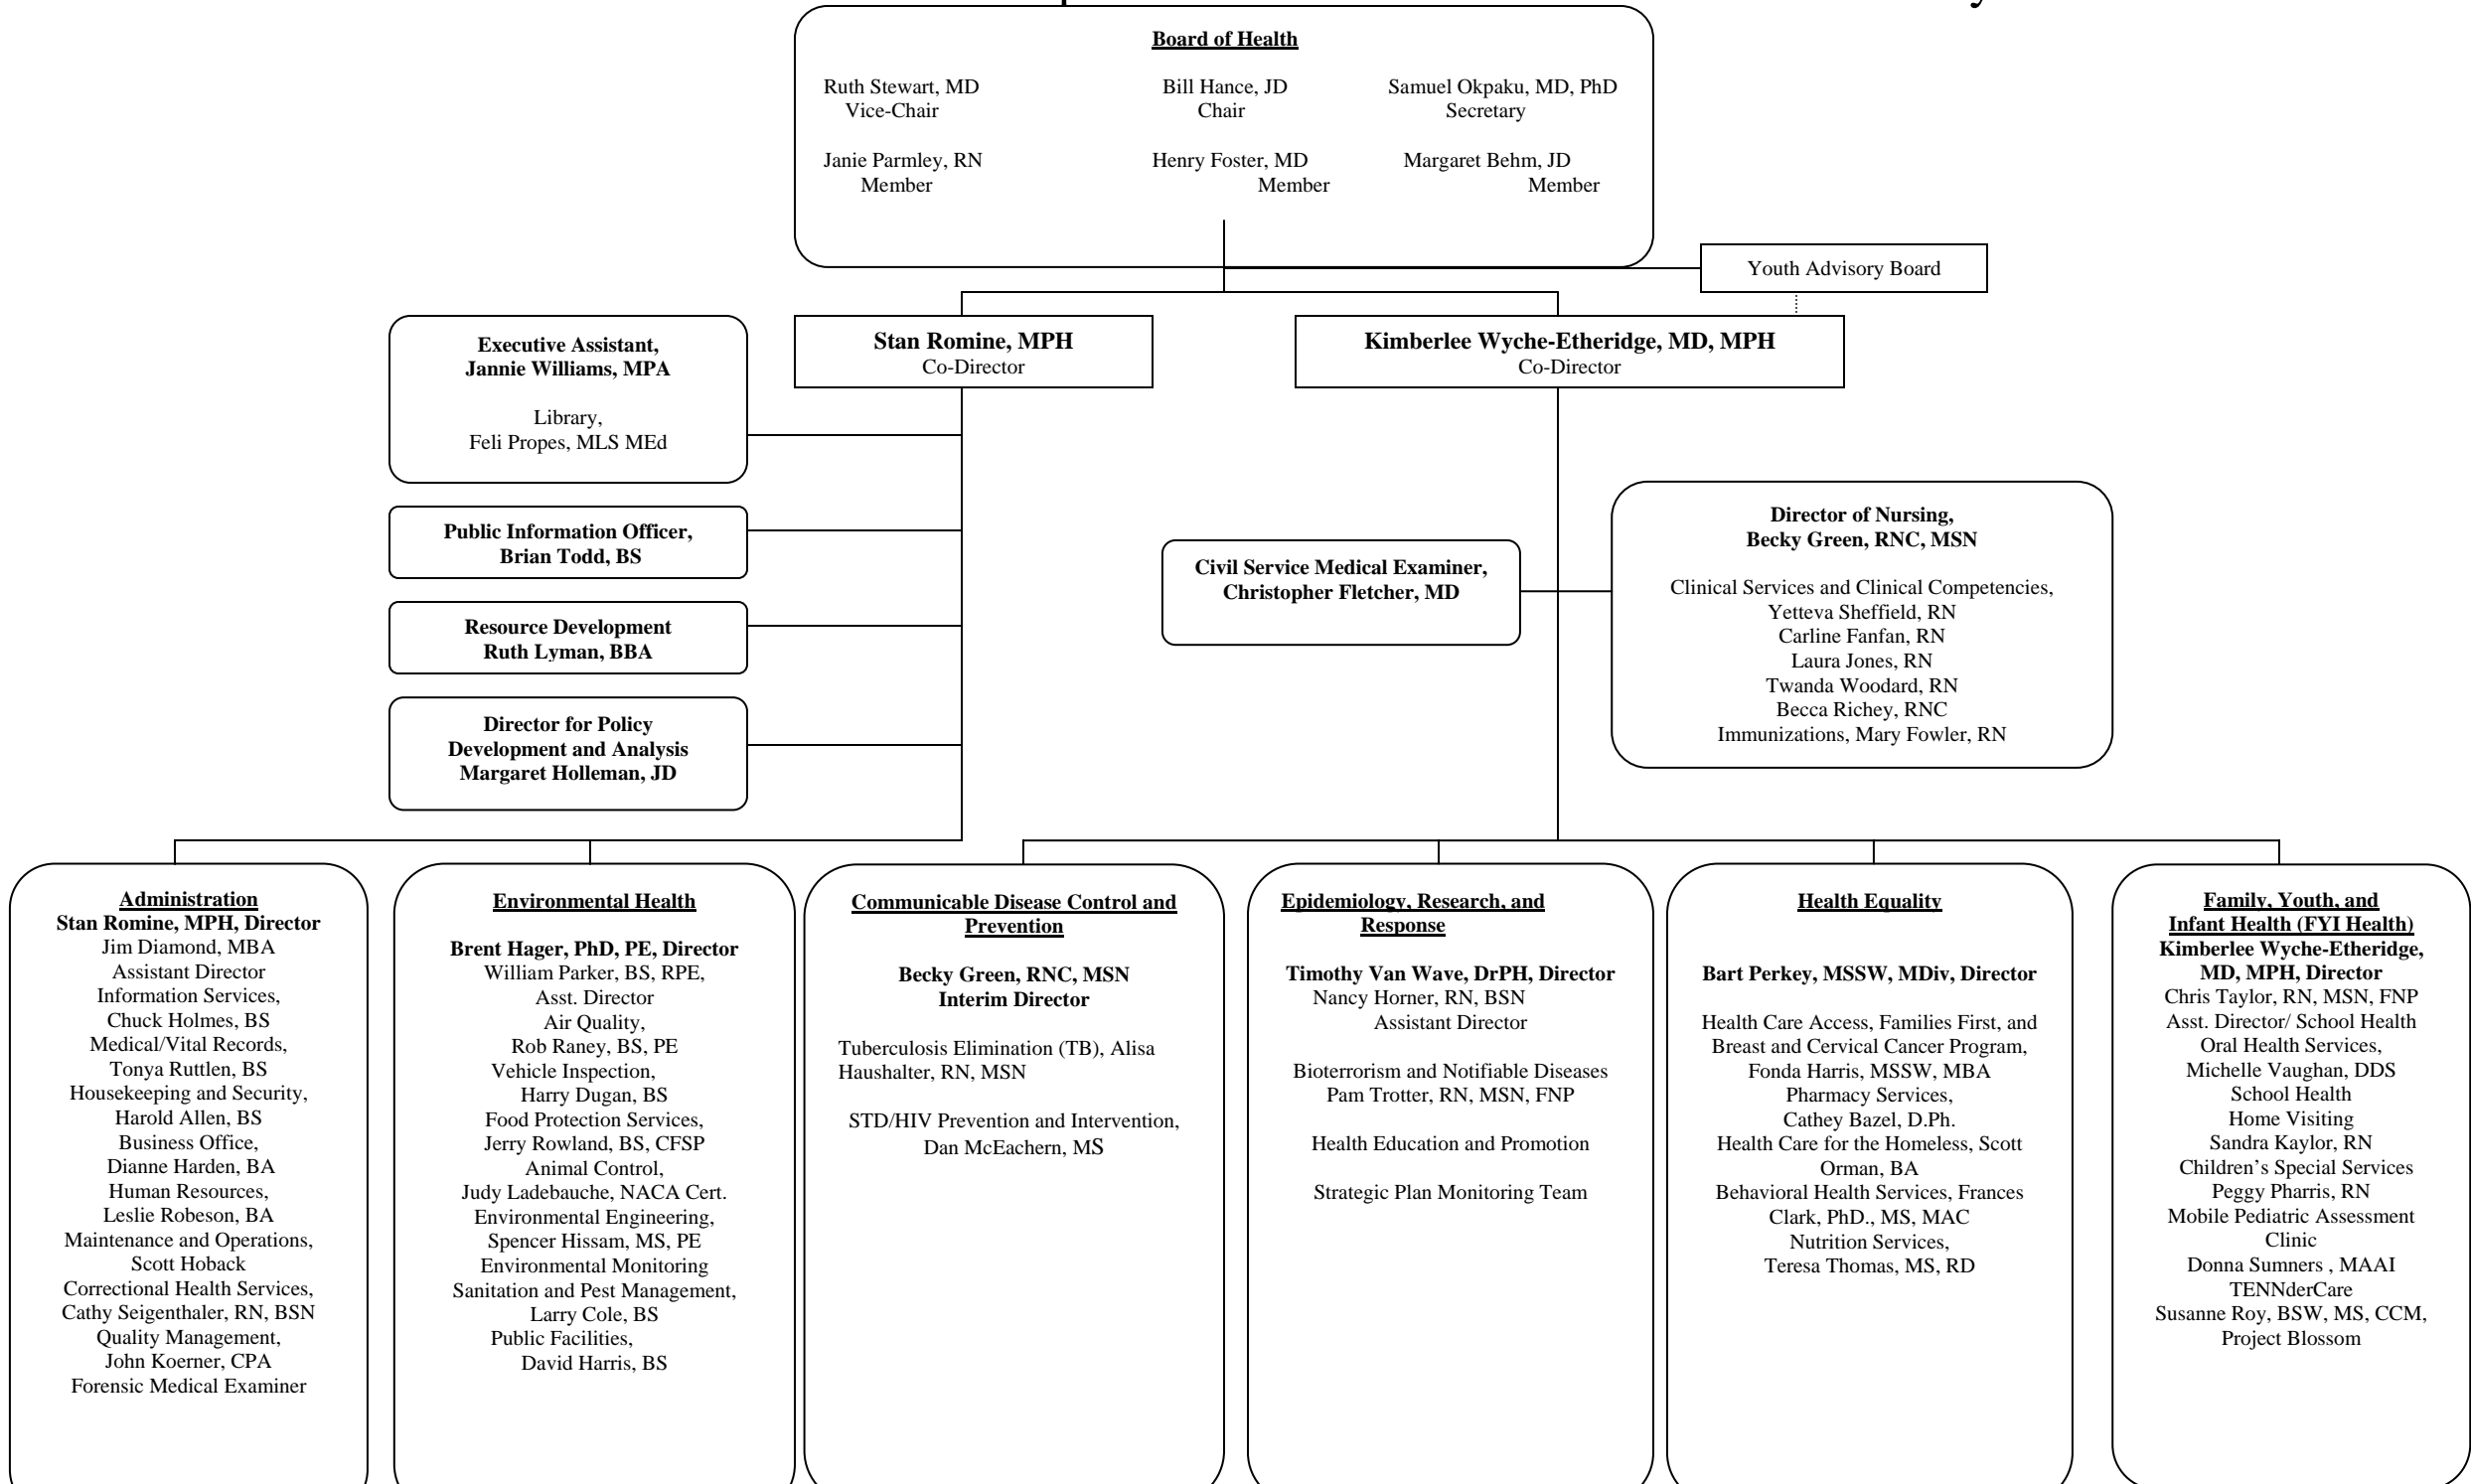 Board of Health
Ruth Stewart, MD
Vice-Chair
Bill Hance, JD
Chair
Samuel Okpaku, MD, PhD
Secretary
Janie Parmley, RN
Member
Henry Foster, MD
Member
Margaret Behm, JD
Member
Youth Advisory Board
Stan Romine, MPH
Co-Director
Kimberlee Wyche-Etheridge, MD, MPH
Co-Director
Executive Assistant,
Jannie Williams, MPA
Library,
Feli Propes, MLS MEd
Public Information Officer,
Brian Todd, BS
Resource Development
Ruth Lyman, BBA
Director for Policy
Development and Analysis
Margaret Holleman, JD
Civil Service Medical Examiner,
Christopher Fletcher, MD
Director of Nursing,
Becky Green, RNC, MSN
Clinical Services and Clinical Competencies,
Yetteva Sheffield, RN
Carline Fanfan, RN
Laura Jones, RN
Twanda Woodard, RN
Becca Richey, RNC
Immunizations, Mary Fowler, RN
Administration
Stan Romine, MPH, Director
Jim Diamond, MBA
Assistant Director
Information Services,
Chuck Holmes, BS
Medical/Vital Records,
Tonya Ruttlen, BS
Housekeeping and Security,
Harold Allen, BS
Business Office,
Dianne Harden, BA
Human Resources,
Leslie Robeson, BA
Maintenance and Operations,
Scott Hoback
Correctional Health Services,
Cathy Seigenthaler, RN, BSN
Quality Management,
John Koerner, CPA
Forensic Medical Examiner
Environmental Health
Brent Hager, PhD, PE, Director
William Parker, BS, RPE,
Asst. Director
Air Quality,
Rob Raney, BS, PE
Vehicle Inspection,
Harry Dugan, BS
Food Protection Services,
Jerry Rowland, BS, CFSP
Animal Control,
Judy Ladebauche, NACA Cert.
Environmental Engineering,
Spencer Hissam, MS, PE
Environmental Monitoring
Sanitation and Pest Management,
Larry Cole, BS
Public Facilities,
David Harris, BS
Communicable Disease Control and
Prevention
Becky Green, RNC, MSN
Interim Director
Tuberculosis Elimination (TB), Alisa
Haushalter, RN, MSN
STD/HIV Prevention and Intervention,
Dan McEachern, MS
Epidemiology, Research, and
Response
Timothy Van Wave, DrPH, Director
Nancy Horner, RN, BSN
Assistant Director
Bioterrorism and Notifiable Diseases
Pam Trotter, RN, MSN, FNP
Health Education and Promotion
Strategic Plan Monitoring Team
Health Equality
Bart Perkey, MSSW, MDiv, Director
Health Care Access, Families First, and
Breast and Cervical Cancer Program,
Fonda Harris, MSSW, MBA
Pharmacy Services,
Cathey Bazel, D.Ph.
Health Care for the Homeless, Scott
Orman, BA
Behavioral Health Services, Frances
Clark, PhD., MS, MAC
Nutrition Services,
Teresa Thomas, MS, RD
Family, Youth, and
Infant Health (FYI Health)
Kimberlee Wyche-Etheridge,
MD, MPH, Director
Chris Taylor, RN, MSN, FNP
Asst. Director/ School Health
Oral Health Services,
Michelle Vaughan, DDS
School Health
Home Visiting
Sandra Kaylor, RN
Children’s Special Services
Peggy Pharris, RN
Mobile Pediatric Assessment
Clinic
Donna Sumners , MAAI
TENNderCare
Susanne Roy, BSW, MS, CCM,
Project Blossom